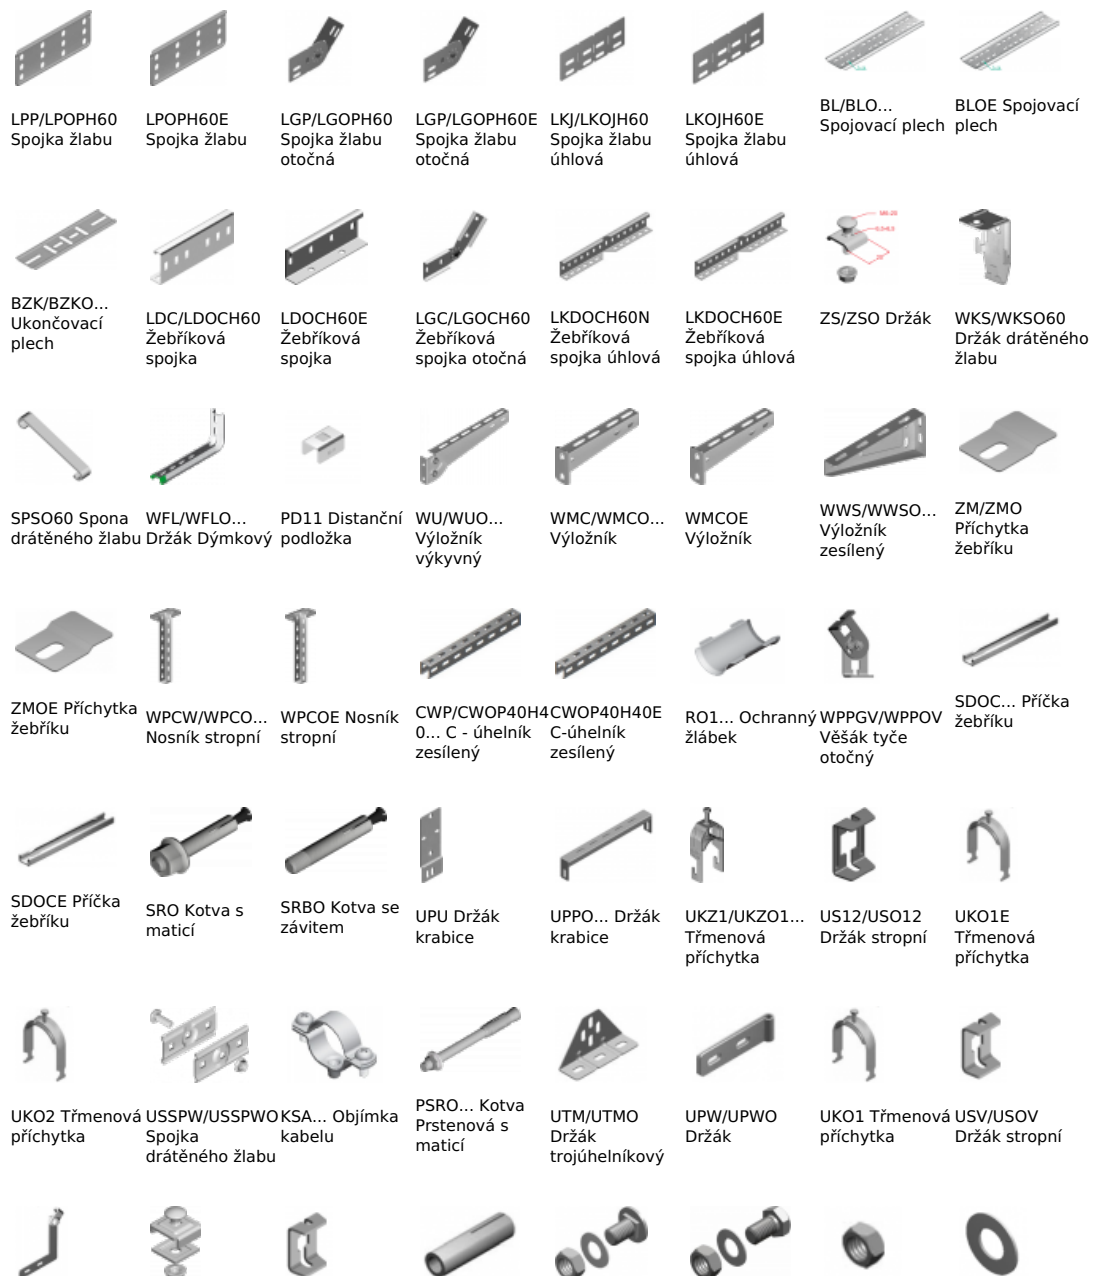 LPP/LPOPH60
Spojka žlabu
LPOPH60E
Spojka žlabu
LGP/LGOPH60
Spojka žlabu
otočná
LGP/LGOPH60E
Spojka žlabu
otočná
LKJ/LKOJH60
Spojka žlabu
úhlová
LKOJH60E
Spojka žlabu
úhlová
BL/BLO...
Spojovací plech
BLOE Spojovací
plech
BZK/BZKO...
Ukončovací
plech
LDC/LDOCH60
Žebříková
spojka
LDOCH60E
Žebříková
spojka
LGC/LGOCH60
Žebříková
spojka otočná
LKDOCH60N
Žebříková
spojka úhlová
LKDOCH60E
Žebříková
spojka úhlová
ZS/ZSO Držák
WKS/WKSO60
Držák drátěného
žlabu
SPSO60 Spona
drátěného žlabu
WFL/WFLO...
Držák Dýmkový
PD11 Distanční
podložka
WU/WUO...
Výložník
výkyvný
WMC/WMCO...
Výložník
WMCOE
Výložník
WWS/WWSO...
Výložník
zesílený
ZM/ZMO
Příchytka
žebříku
ZMOE Příchytka
žebříku
WPCW/WPCO...
Nosník stropní
WPCOE Nosník
stropní
CWP/CWOP40H4
0... C - úhelník
zesílený
CWOP40H40E
C-úhelník
zesílený
RO1... Ochranný
žlábek
WPPGV/WPPOV
Věšák tyče
otočný
SDOC... Příčka
žebříku
SDOCE Příčka
žebříku
SRO Kotva s
maticí
SRBO Kotva se
závitem
UPU Držák
krabice
UPPO... Držák
krabice
UKZ1/UKZO1...
Třmenová
příchytka
US12/USO12
Držák stropní
UKO1E
Třmenová
příchytka
UKO2 Třmenová
příchytka
USSPW/USSPWO
Spojka
drátěného žlabu
KSA... Objímka
kabelu
PSRO... Kotva
Prstenová s
maticí
UTM/UTMO
Držák
trojúhelníkový
UPW/UPWO
Držák
UKO1 Třmenová
příchytka
USV/USOV
Držák stropní